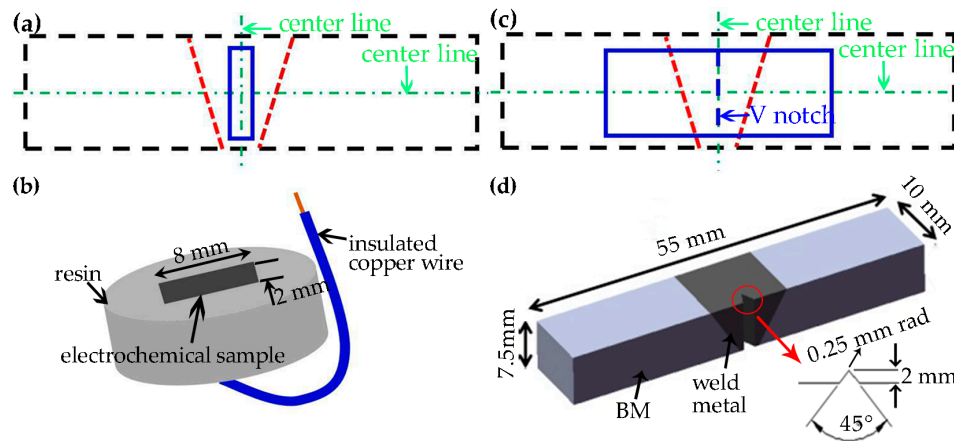 (a)
center line
center line
(c)
center line
center line
V notch
(b)
8 mm
insulated
copper wire
resin
2 mm
electrochemical sample
(d)
10 mm
55 mm
7.5mm
0.25 mm rad
weld
metal
BM
2 mm
45°